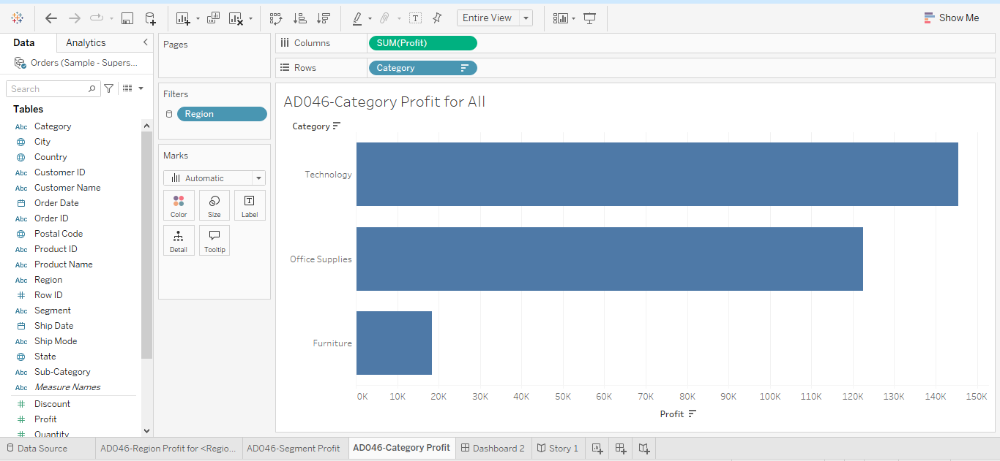 Entire View
Show Me
Data
Analytics
Orders (Sample - Supers...
Search
Tables
Abc Category
City
Country
Abc Customer ID
Abc Customer Name
Order Date
Abc Order ID
Postal Code
Abc Product ID
Abc Product Name
Abc Region
# Row ID
Abc Segment
Ship Date
Abc Ship Mode
State
Abc Sub-Category
Abc Measure Names
# Discount
# Profit
# Quantity
Pages
Filters
Region
Marks
Automatic
Color
Size
T
Label
Detail
Tooltip
Columns
SUM(Profit)
Rows
Category
AD046-Category Profit for All
Category
Technology
Office Supplies
Furniture
0K 10K 20K 30K 40K 50K 60K 70K 80K 90K 100K 110K 120K 130K 140K 150K
Profit
Data Source
AD046-Region Profit for <Regio...
AD046-Segment Profit
AD046-Category Profit
Dashboard 2
Story 1